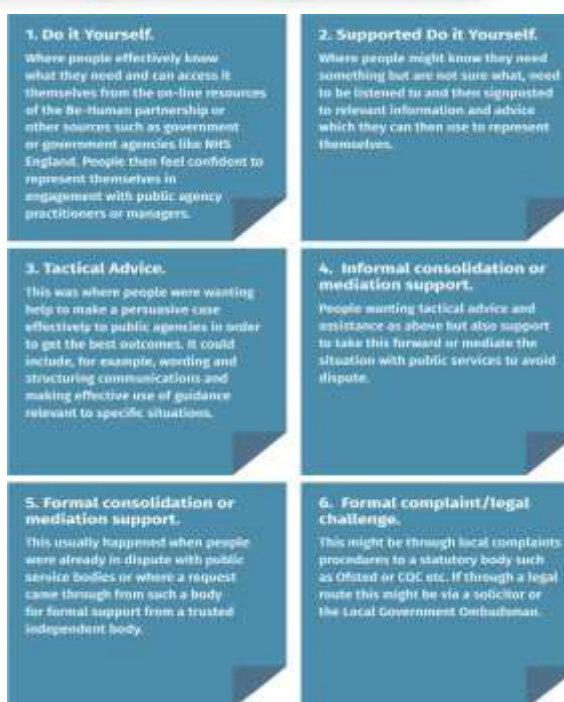 1. Do it Yourself.
Where people effectively know
what they need and can access it
themselves from the on-line resources
of the Be-Human partnership or
other sources such as government
or government agencies like NHS
England. People then feel confident to
represent themselves in
engagement with public agency
practitioners or managers.
2. Supported Do it Yourself.
Where people might know they need
something but are not sure what, need
to be listened to and then signposted
to relevant information and advice
which they can then use to represent
themselves.
3. Tactical Advice.
This was where people were wanting
help to make a persuasive case
effectively to public agencies in order
to get the best outcomes. It could
include, for example, wording and
structuring communications and
making effective use of guidance
relevant to specific situations.
4. Informal consolidation or
mediation support.
People wanting tactical advice and
assistance as above but also support
to take this forward or mediate the
situation with public services to avoid
dispute.
5. Formal consolidation or
mediation support.
This usually happened when people
were already in dispute with public
service bodies or where a request
came through from such a body
for formal support from a trusted
independent body.
6. Formal complaint/legal
challenge.
This might be through local complaints
procedures to a statutory body such
as Ofsted or CQC etc. If through a legal
route this might be via a solicitor or
the Local Government Ombudsman.